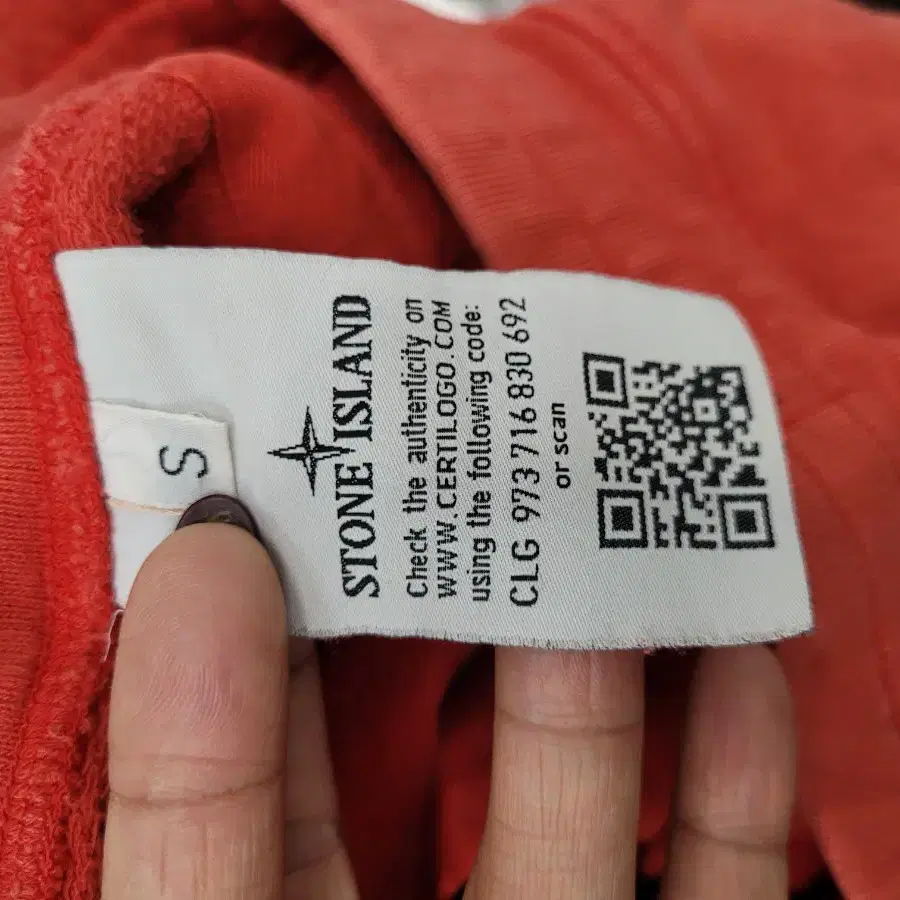 S
STONE ISLAND
Check the authenticity on
WWW.CERTILOGO.COM
using the following code:
CLG 973 716 830 692
or scan